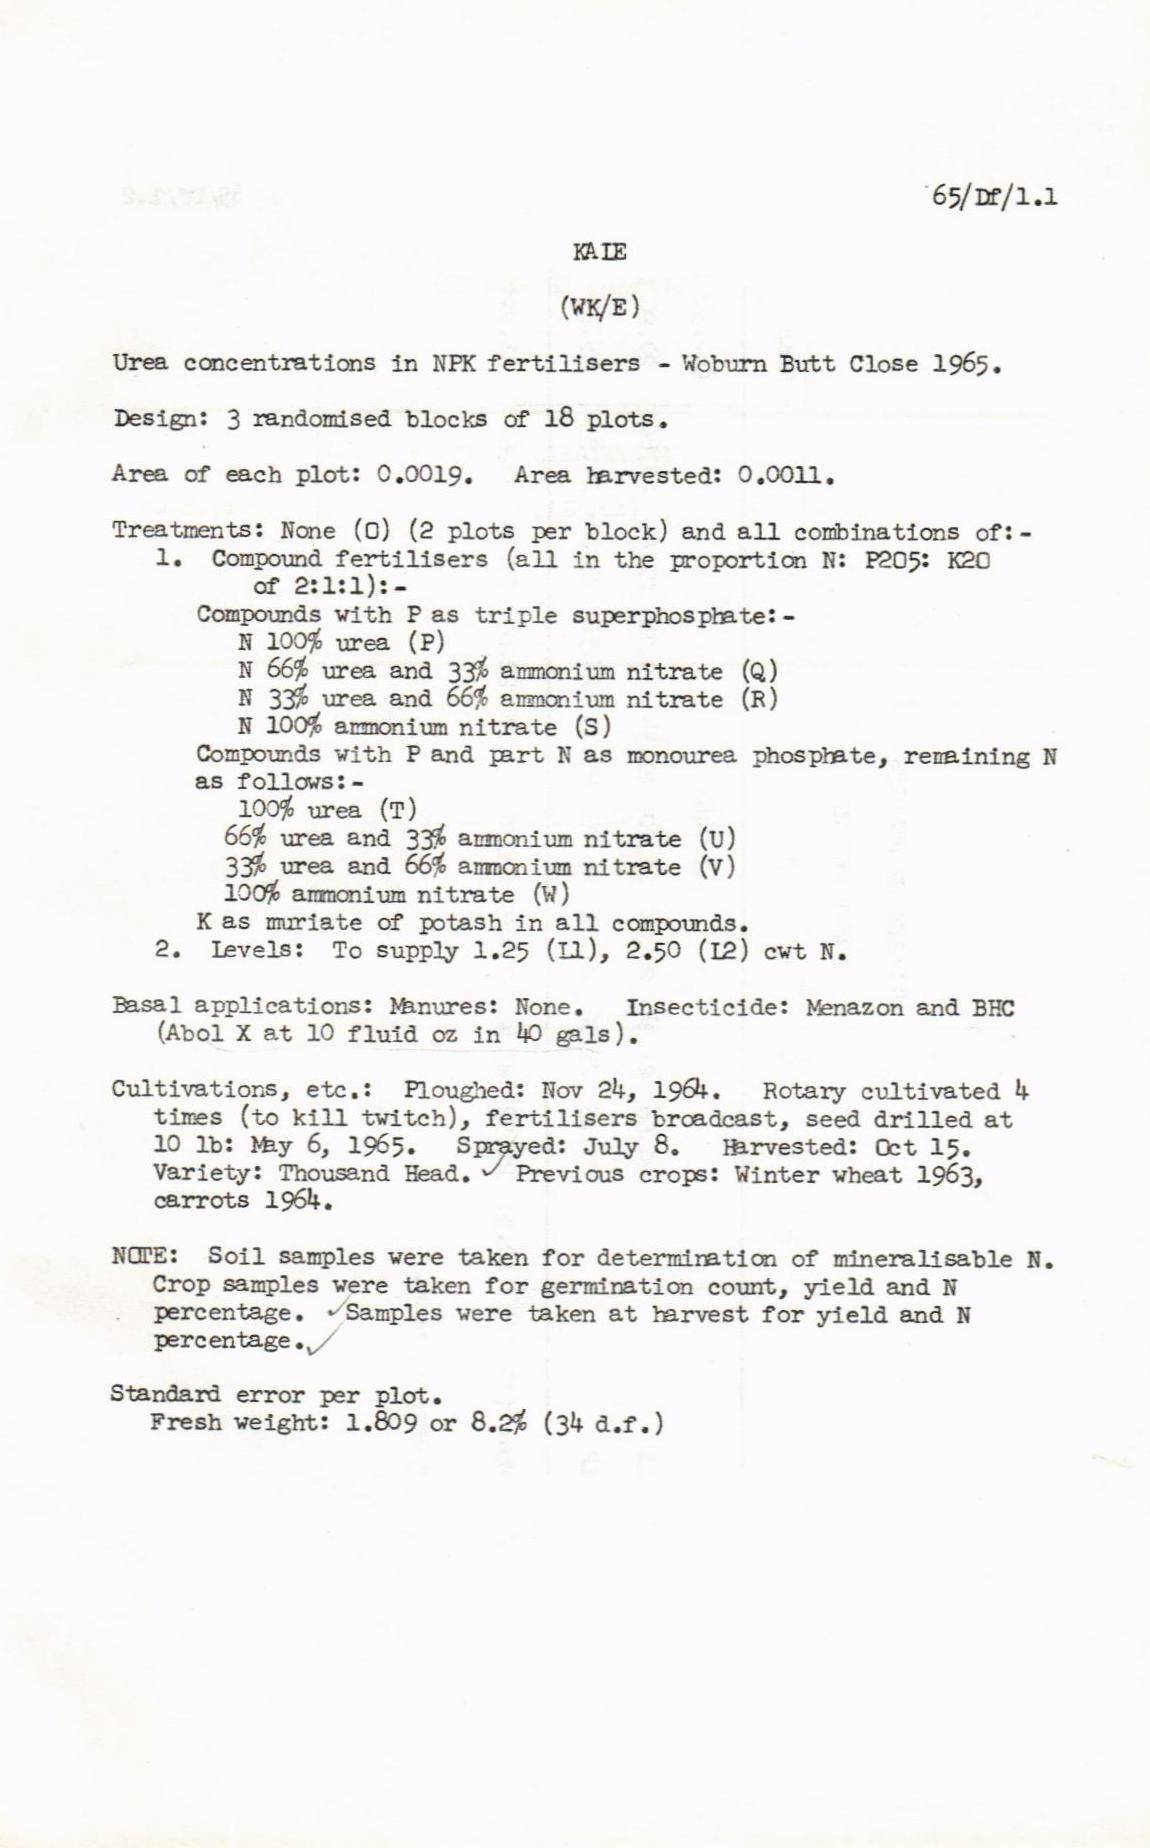 65/Df/1.1
KALE
(WK/E)
Urea concentrations in NPK fertilisers - Woburn Butt Close 1965.
Design: 3 randomised blocks of 18 plots.
Area of each plot: 0.0019. Area harvested: 0.0011.
Treatments: None (O) (2 plots per block) and all combinations of:-
1. Compound fertilisers (all in the proportion N: P2O5: K2O
of 2:1:1):-
Compounds with P as triple superphosphate:-
N 100% urea (P)
N 66% urea and 33% ammonium nitrate (Q)
N 33% urea and 66% ammonium nitrate (R)
N 100% ammonium nitrate (S)
Compounds with P and part N as monourea phosphate, remaining N
as follows:-
100% urea (T)
66% urea and 33% ammonium nitrate (U)
33% urea and 66% ammonium nitrate (V)
100% ammonium nitrate (W)
K as muriate of potash in all compounds.
2. Levels: To supply 1.25 (L1), 2.50 (L2) cwt N.
Basal applications: Manures: None. Insecticide: Menazon and BHC
(Abol X at 10 fluid oz in 40 gals).
Cultivations, etc.: Ploughed: Nov 24, 1964. Rotary cultivated 4
times (to kill twitch), fertilisers broadcast, seed drilled at
10 lb: May 6, 1965. Sprayed: July 8. Harvested: Oct 15.
Variety: Thousand Head. ✓ Previous crops: Winter wheat 1963,
carrots 1964.
NOTE: Soil samples were taken for determination of mineralisable N.
Crop samples were taken for germination count, yield and N
percentage. ✓Samples were taken at harvest for yield and N
percentage.✓
Standard error per plot.
Fresh weight: 1.809 or 8.2% (34 d.f.)